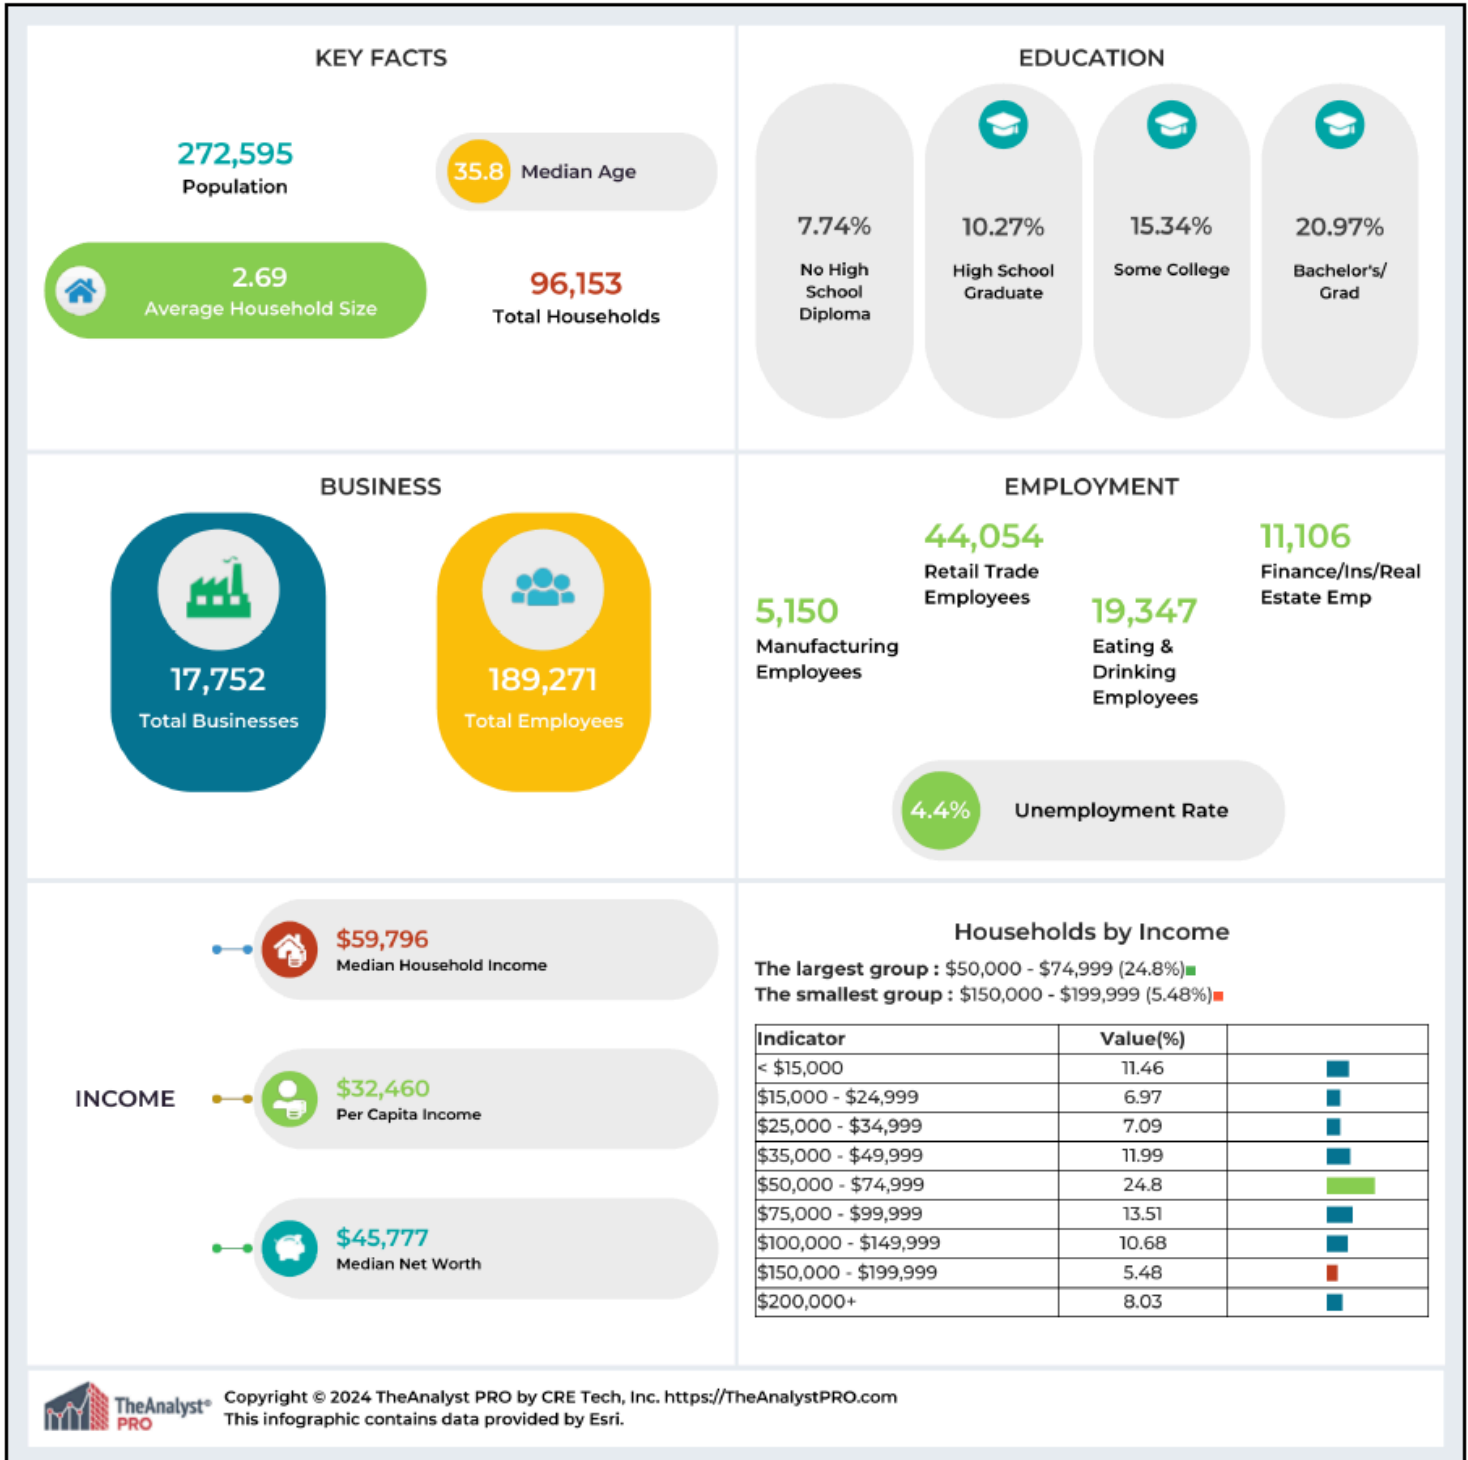 KEY FACTS
272,595
Population
35.8 Median Age
2.69
Average Household Size
96,153
Total Households
EDUCATION
7.74%
No High
School
Diploma
10.27%
High School
Graduate
15.34%
Some College
20.97%
Bachelor's/
Grad
BUSINESS
17,752
Total Businesses
189,271
Total Employees
EMPLOYMENT
5,150
Manufacturing
Employees
44,054
Retail Trade
Employees
19,347
Eating &
Drinking
Employees
11,106
Finance/Ins/Real
Estate Emp
4.4% Unemployment Rate
INCOME
$59,796
Median Household Income
$32,460
Per Capita Income
$45,777
Median Net Worth
Households by Income
The largest group : $50,000 - $74,999 (24.8%)
The smallest group : $150,000 - $199,999 (5.48%)
Indicator Value(%)
< $15,000 11.46
$15,000 - $24,999 6.97
$25,000 - $34,999 7.09
$35,000 - $49,999 11.99
$50,000 - $74,999 24.8
$75,000 - $99,999 13.51
$100,000 - $149,999 10.68
$150,000 - $199,999 5.48
$200,000+ 8.03
TheAnalyst®
PRO
Copyright © 2024 TheAnalyst PRO by CRE Tech, Inc. https://TheAnalystPRO.com
This infographic contains data provided by Esri.